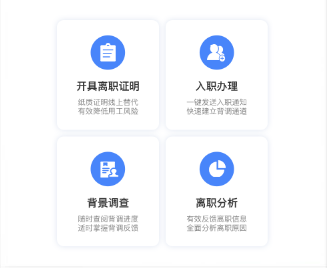 开具离职证明
纸质证明线上替代
有效降低用工风险
入职办理
一键发送入职通知
快速建立背调通道
背景调查
随时查阅背调进度
适时掌握背调反馈
离职分析
有效反馈离职信息
全面分析离职原因